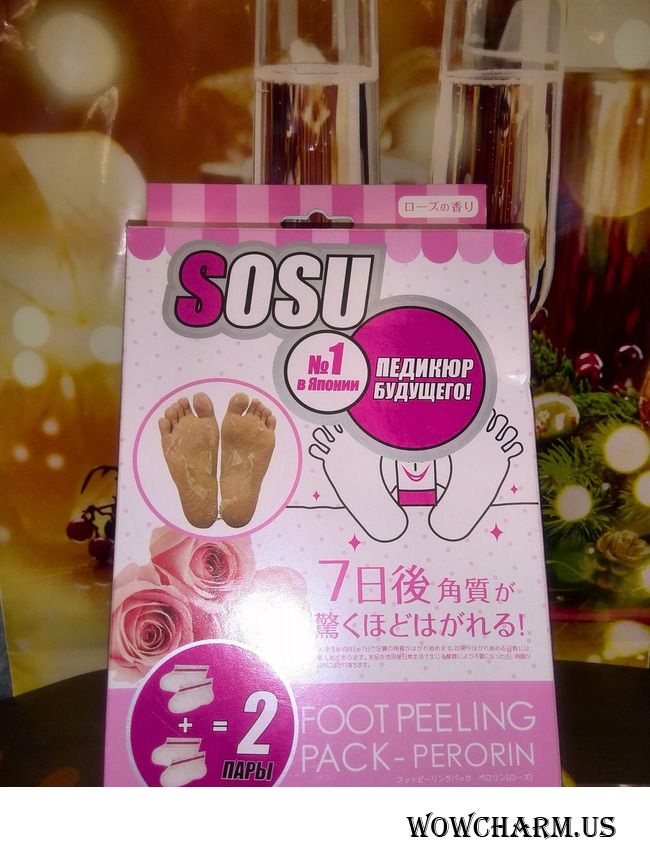 ローズの香り
SOSU
№1
в Японии
ПЕДИКЮР
БУДУЩЕГО!
7日後 角質が
驚くほどはがれる!
+ = 2
ПАРЫ
FOOT PEELING
PACK - PERORIN
フットピーリングパック ペロリン[ローズ]
WOWCHARM.US